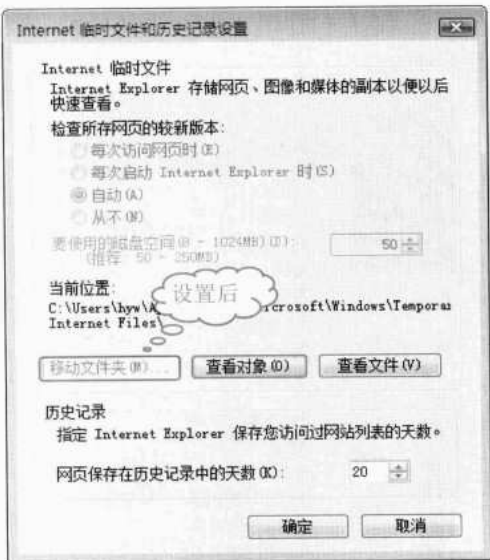 Internet 临时文件和历史记录设置
Internet 临时文件
Internet Explorer 存储网页、图像和媒体的副本以便以后
快速查看。
检查所存网页的较新版本:
每次访问网页时(E)
每次启动 Internet Explorer 时(S)
自动(A)
从不(N)
要使用的磁盘空间(8 - 1024MB)(D): 50
(推荐: 50 - 250MB)
当前位置:
设置后
C:\Users\hyw\ \Windows\Temporar
Internet Files\
移动文件夹(M)... 查看对象(O) 查看文件(V)
历史记录
指定 Internet Explorer 保存您访问过网站列表的天数。
网页保存在历史记录中的天数(K): 20
确定 取消